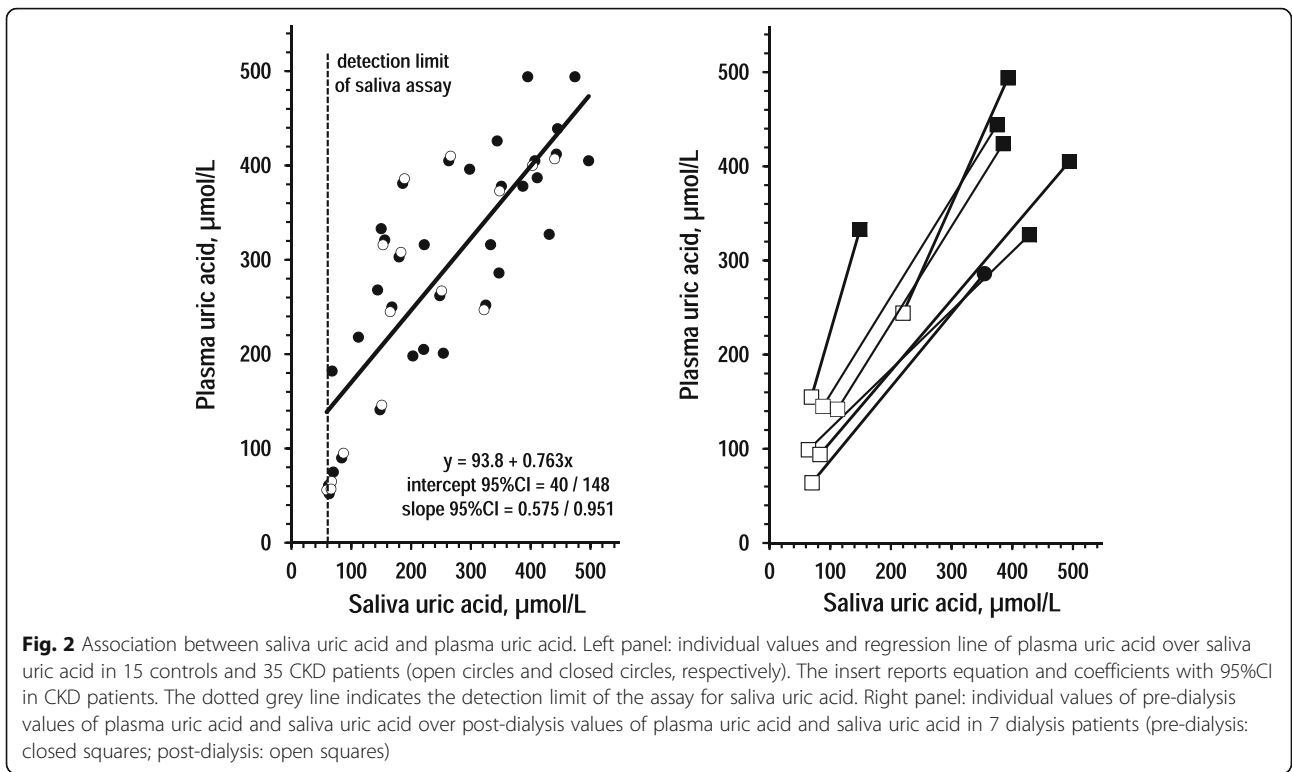 500
400
300
200
100
0
Plasma uric acid, µmol/L
detection limit
of saliva assay
y = 93.8 + 0.763x
intercept 95%CI = 40 / 148
slope 95%CI = 0.575 / 0.951
0 100 200 300 400 500
Saliva uric acid, µmol/L
500
400
300
200
100
0
Plasma uric acid, µmol/L
0 100 200 300 400 500
Saliva uric acid, µmol/L
Fig. 2 Association between saliva uric acid and plasma uric acid. Left panel: individual values and regression line of plasma uric acid over saliva
uric acid in 15 controls and 35 CKD patients (open circles and closed circles, respectively). The insert reports equation and coefficients with 95%CI
in CKD patients. The dotted grey line indicates the detection limit of the assay for saliva uric acid. Right panel: individual values of pre-dialysis
values of plasma uric acid and saliva uric acid over post-dialysis values of plasma uric acid and saliva uric acid in 7 dialysis patients (pre-dialysis:
closed squares; post-dialysis: open squares)